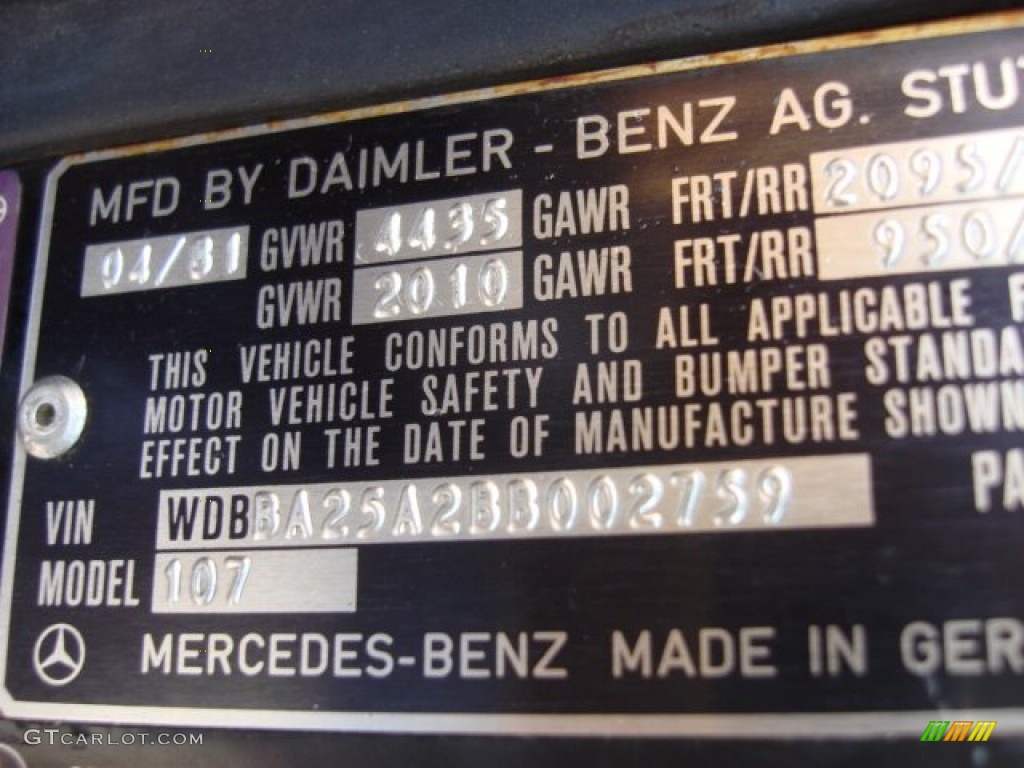 MFD BY DAIMLER - BENZ AG. STUT
04/81 GVWR 4435 GAWR FRT/RR 2095/
GVWR 2010 GAWR FRT/RR 950/
THIS VEHICLE CONFORMS TO ALL APPLICABLE F
MOTOR VEHICLE SAFETY AND BUMPER STANDA
EFFECT ON THE DATE OF MANUFACTURE SHOWN
VIN WDBBA25A2BB002759 PA
MODEL 107
MERCEDES-BENZ MADE IN GER
GTCARLOT.COM